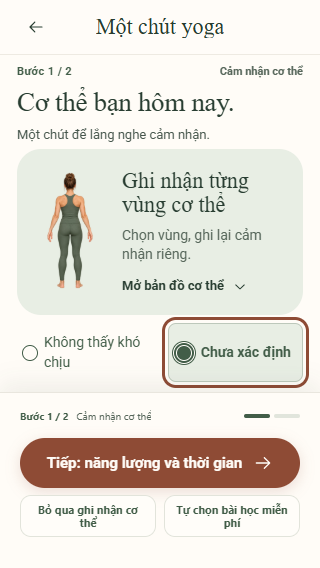 Một chút yoga
Bước 1 / 2
Cảm nhận cơ thể
Cơ thể bạn hôm nay.
Một chút để lắng nghe cảm nhận.
Ghi nhận từng
vùng cơ thể
Chọn vùng, ghi lại cảm
nhận riêng.
Mở bản đồ cơ thể
Không thấy khó
chịu
Chưa xác định
Bước 1 / 2 Cảm nhận cơ thể
Tiếp: năng lượng và thời gian
Bỏ qua ghi nhận cơ
thể
Tự chọn bài học miễn
phí